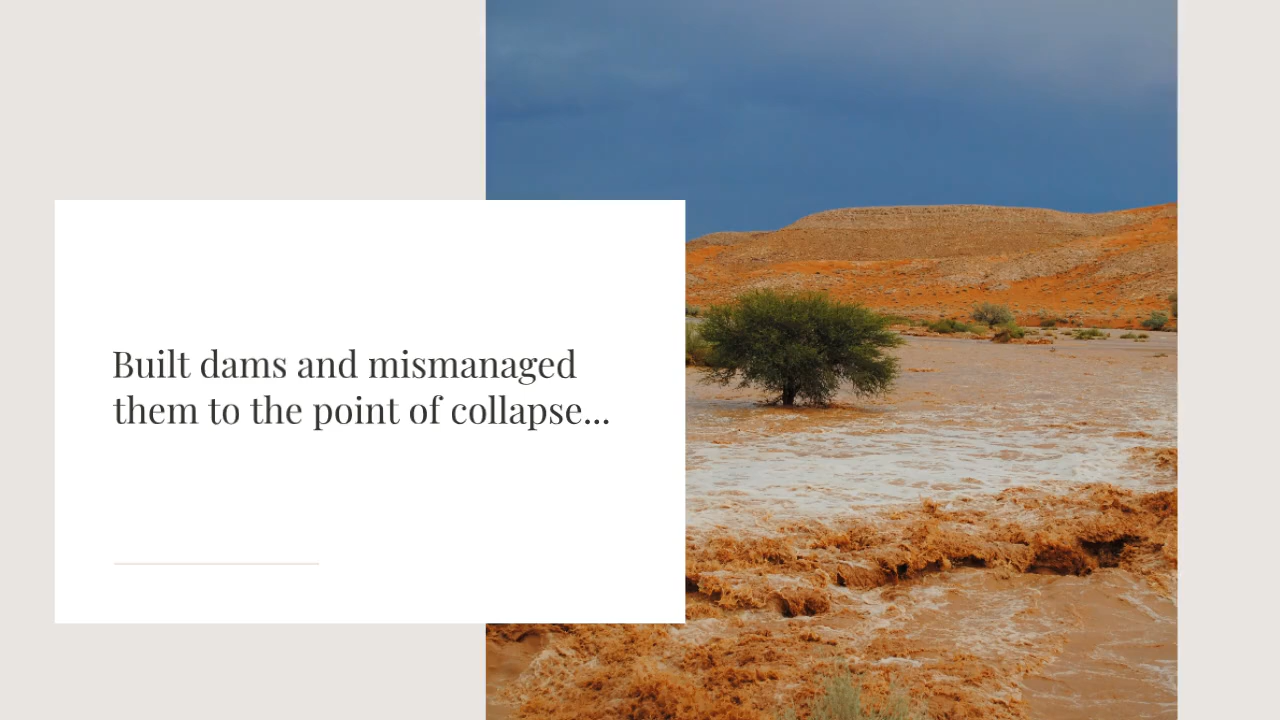 Built dams and mismanaged
them to the point of collapse...